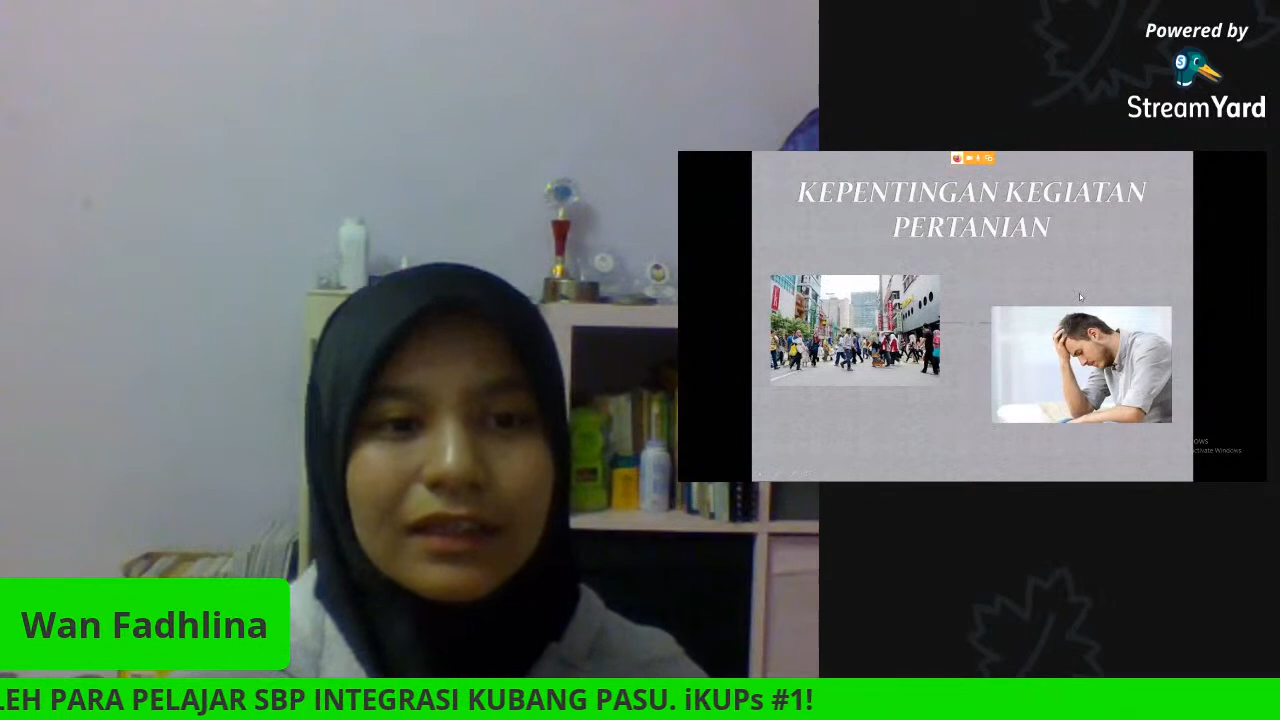 Powered by
StreamYard
KEPENTINGAN KEGIATAN
PERTANIAN
Wan Fadhlina
LEH PARA PELAJAR SBP INTEGRASI KUBANG PASU. iKUPs #1!